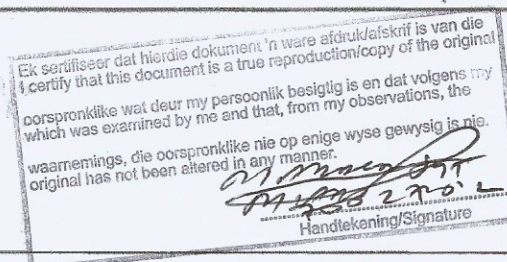 Ek sertifiseer dat hierdie dokument 'n ware afdruk/afskrif is van die
I certify that this document is a true reproduction/copy of the original
oorspronklike wat deur my persoonlik besigtig is en dat volgens my
which was examined by me and that, from my observations, the
waarnemings, die oorspronklike nie op enige wyse gewysig is nie.
original has not been altered in any manner.
Handtekening/Signature